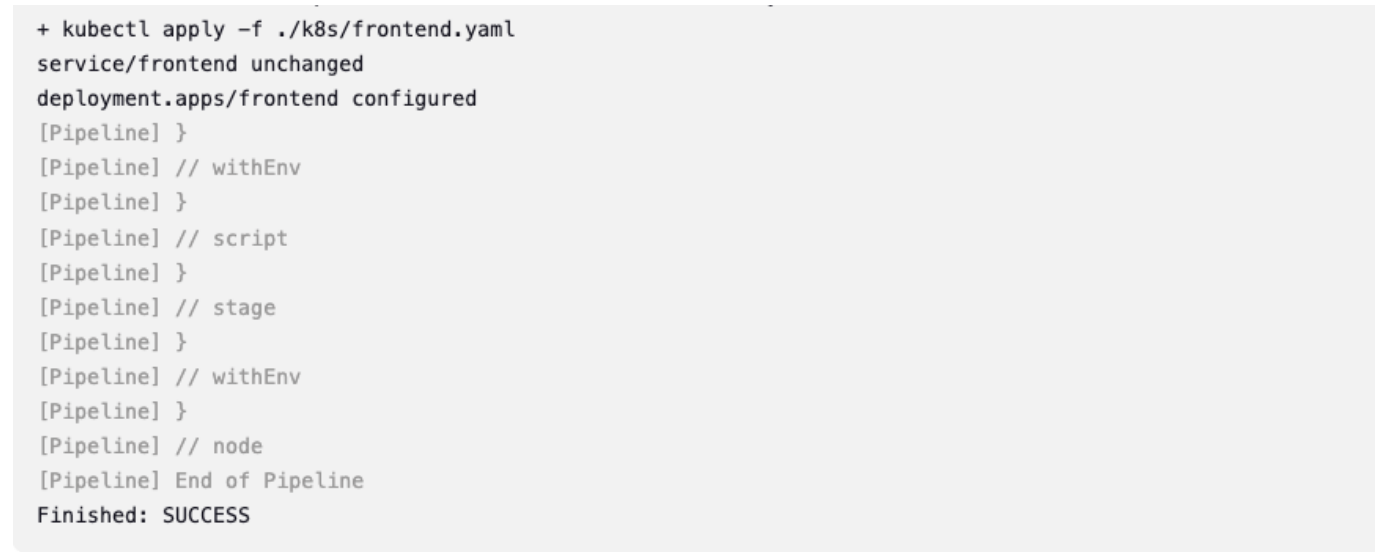 + kubectl apply -f ./k8s/frontend.yaml
service/frontend unchanged
deployment.apps/frontend configured
[Pipeline] }
[Pipeline] // withEnv
[Pipeline] }
[Pipeline] // script
[Pipeline] }
[Pipeline] // stage
[Pipeline] }
[Pipeline] // withEnv
[Pipeline] }
[Pipeline] // node
[Pipeline] End of Pipeline
Finished: SUCCESS